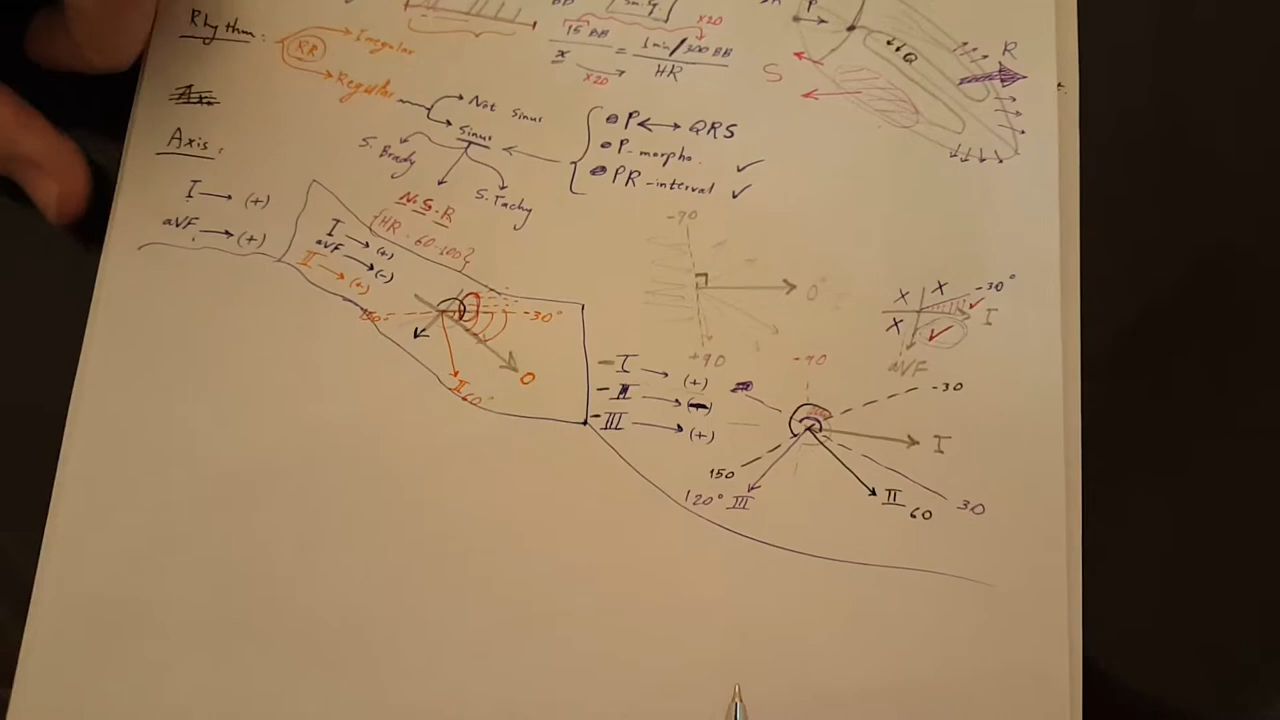 Rhythm:
RR
Irregular
Regular
15 BB
x
=
1 min/300 BB
HR
x20
x20
Not Sinus
Sinus
S. Brady
S. Tachy
N.S.R
{HR = 60-100}
P ↔ QRS
P-morpho. ✓
PR-interval ✓
P
Q
R
S
Axis:
I → (+)
aVF → (+)
I → (+)
aVF → (-)
II → (+)
150°
-30°
0
II 60°
-90
0°
+90
-30°
X X
X ✓
✓
I
aVF
-I → (+)
-II →
-III → (+)
-90
-30
I
30
II 60
150
120° III